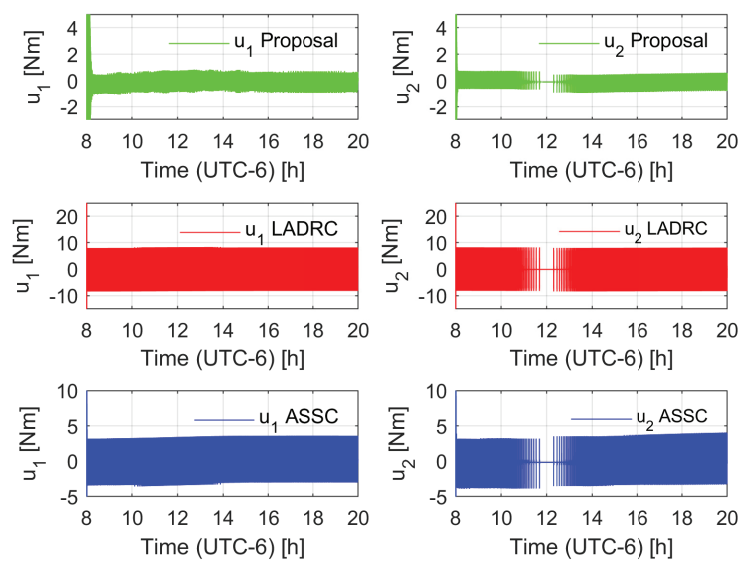 u1 [Nm]
4
2
0
-2
u1 Proposal
8 10 12 14 16 18 20
Time (UTC-6) [h]
u2 [Nm]
4
2
0
-2
u2 Proposal
8 10 12 14 16 18 20
Time (UTC-6) [h]
u1 [Nm]
20
10
0
-10
u1 LADRC
8 10 12 14 16 18 20
Time (UTC-6) [h]
u2 [Nm]
20
10
0
-10
u2 LADRC
8 10 12 14 16 18 20
Time (UTC-6) [h]
u1 [Nm]
10
5
0
-5
u1 ASSC
8 10 12 14 16 18 20
Time (UTC-6) [h]
u2 [Nm]
10
5
0
-5
u2 ASSC
8 10 12 14 16 18 20
Time (UTC-6) [h]